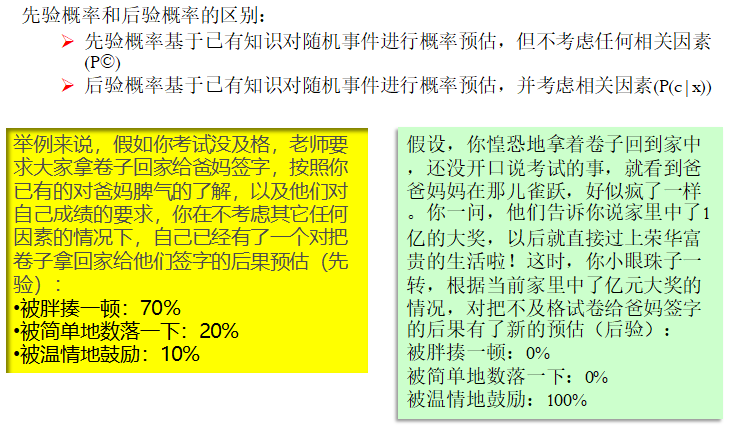 先验概率和后验概率的区别：
先验概率基于已有知识对随机事件进行概率预估，但不考虑任何相关因素
(P©)
后验概率基于已有知识对随机事件进行概率预估，并考虑相关因素(P(c|x))
举例来说，假如你考试没及格，老师要
求大家拿卷子回家给爸妈签字，按照你
已有的对爸妈脾气的了解，以及他们对
自己成绩的要求，你在不考虑其它任何
因素的情况下，自己已经有了一个对把
卷子拿回家给他们签字的后果预估（先
验）：
•被胖揍一顿：70%
•被简单地数落一下：20%
•被温情地鼓励：10%
假设，你惶恐地拿着卷子回到家中
，还没开口说考试的事，就看到爸
爸妈妈在那儿雀跃，好似疯了一样
。你一问，他们告诉你说家里中了1
亿的大奖，以后就直接过上荣华富
贵的生活啦！这时，你小眼珠子一
转，根据当前家里中了亿元大奖的
情况，对把不及格试卷给爸妈签字
的后果有了新的预估（后验）：
被胖揍一顿：0%
被简单地数落一下：0%
被温情地鼓励：100%